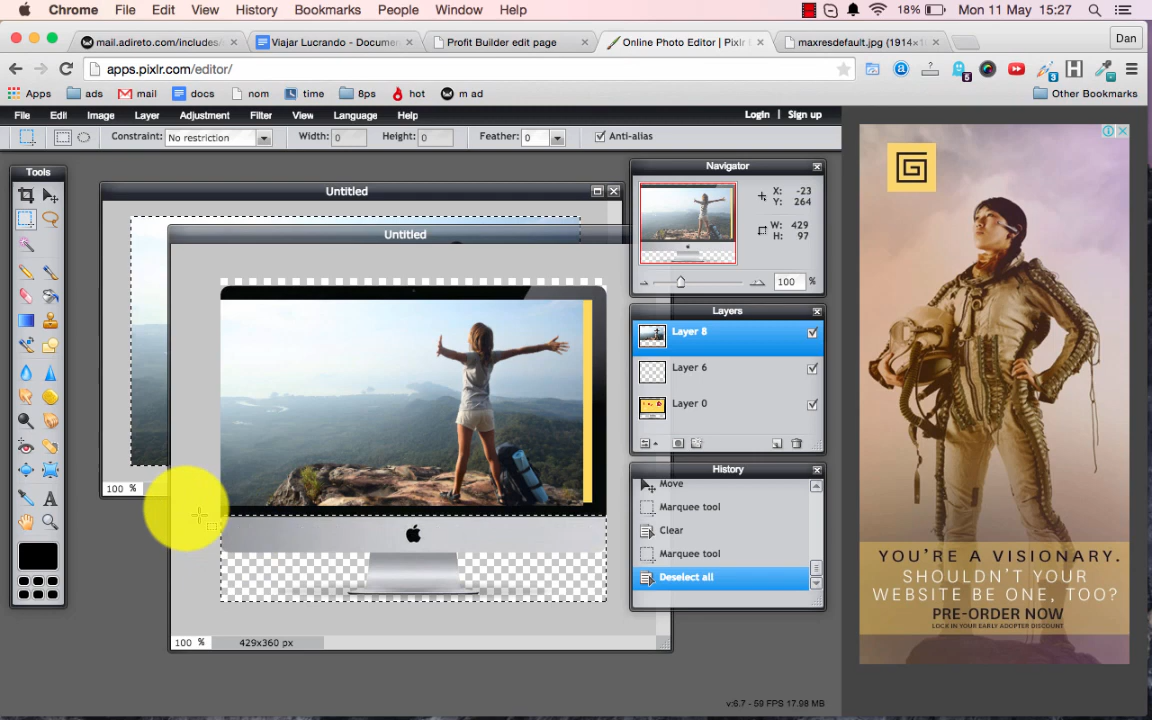 Chrome File Edit View History Bookmarks People Window Help 18% Mon 11 May 15:27
mail.adireto.com/includes/ Viajar Lucrando - Documen Profit Builder edit page Online Photo Editor | Pixlr maxresdefault.jpg (1914×1 Dan
apps.pixlr.com/editor/ 5 3
Apps ads mail docs nom time 8ps hot m ad Other Bookmarks
File Edit Image Layer Adjustment Filter View Language Help Login | Sign up
Constraint: No restriction Width: 0 Height: 0 Feather: 0 Anti-alias
Tools
Untitled
100 %
Untitled
100 % 429x360 px
Navigator
X: -23
Y: 264
W: 429
H: 97
100 %
Layers
Layer 8
Layer 6
Layer 0
History
Move
Marquee tool
Clear
Marquee tool
Deselect all
v:6.7 - 59 FPS 17.98 MB
YOU'RE A VISIONARY.
SHOULDN'T YOUR
WEBSITE BE ONE, TOO?
PRE-ORDER NOW
LOCK IN YOUR EARLY ADOPTER DISCOUNT